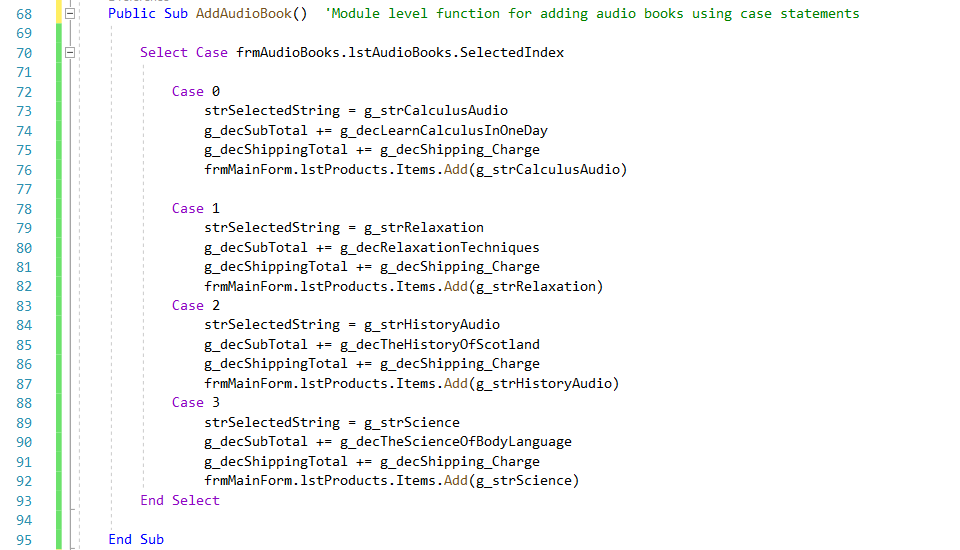 68 Public Sub AddAudioBook() 'Module level function for adding audio books using case statements
69
70 Select Case frmAudioBooks.lstAudioBooks.SelectedIndex
71
72 Case 0
73 strSelectedString = g_strCalculusAudio
74 g_decSubTotal += g_decLearnCalculusInOneDay
75 g_decShippingTotal += g_decShipping_Charge
76 frmMainForm.lstProducts.Items.Add(g_strCalculusAudio)
77
78 Case 1
79 strSelectedString = g_strRelaxation
80 g_decSubTotal += g_decRelaxationTechniques
81 g_decShippingTotal += g_decShipping_Charge
82 frmMainForm.lstProducts.Items.Add(g_strRelaxation)
83 Case 2
84 strSelectedString = g_strHistoryAudio
85 g_decSubTotal += g_decTheHistoryOfScotland
86 g_decShippingTotal += g_decShipping_Charge
87 frmMainForm.lstProducts.Items.Add(g_strHistoryAudio)
88 Case 3
89 strSelectedString = g_strScience
90 g_decSubTotal += g_decTheScienceOfBodyLanguage
91 g_decShippingTotal += g_decShipping_Charge
92 frmMainForm.lstProducts.Items.Add(g_strScience)
93 End Select
94
95 End Sub